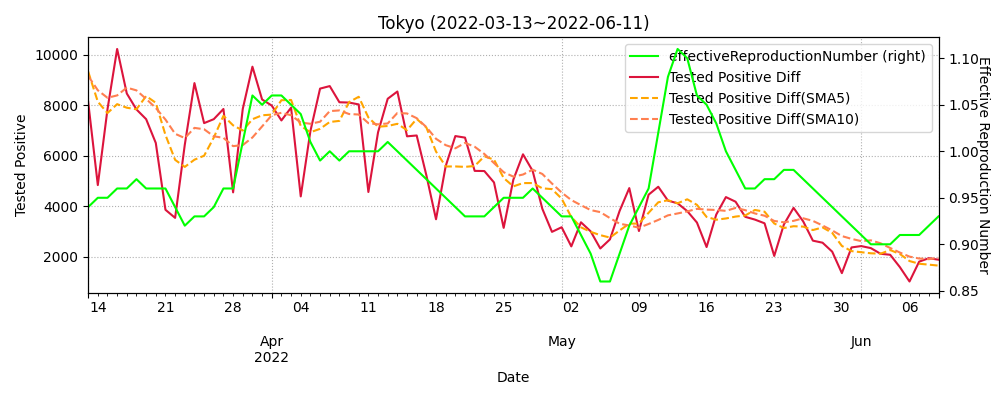 Tokyo (2022-03-13~2022-06-11)
effectiveReproductionNumber (right)
Tested Positive Diff
Tested Positive Diff(SMA5)
Tested Positive Diff(SMA10)
Tested Positive
10000
8000
6000
4000
2000
1.10
1.05
1.00
0.95
0.90
0.85
Effective Reproduction Number
14 21 28 04 11 18 25 02 09 16 23 30 06
Apr May Jun
2022
Date